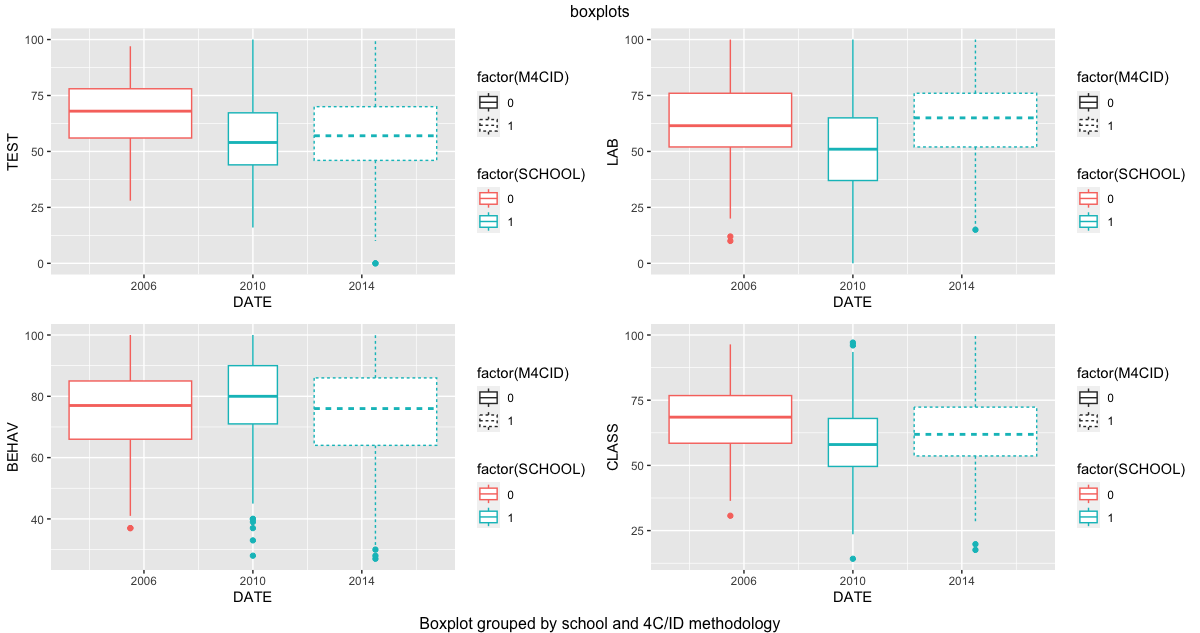 boxplots
TEST
100
75
50
25
0
2006
2010
2014
DATE
factor(M4CID)
0
1
factor(SCHOOL)
0
1
LAB
100
75
50
25
0
2006
2010
2014
DATE
factor(M4CID)
0
1
factor(SCHOOL)
0
1
BEHAV
100
80
60
40
2006
2010
2014
DATE
factor(M4CID)
0
1
factor(SCHOOL)
0
1
CLASS
100
75
50
25
2006
2010
2014
DATE
factor(M4CID)
0
1
factor(SCHOOL)
0
1
Boxplot grouped by school and 4C/ID methodology